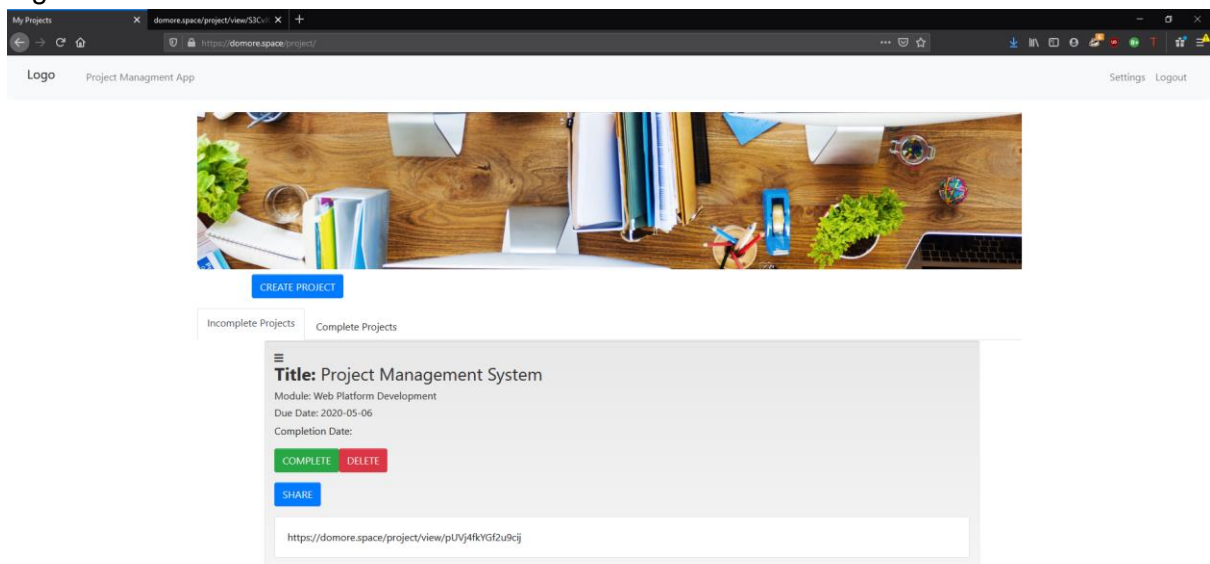 My Projects
domore.space/project/view/S3Cv
https://domore.space/project/
Logo
Project Managment App
Settings
Logout
CREATE PROJECT
Incomplete Projects
Complete Projects
Title: Project Management System
Module: Web Platform Development
Due Date: 2020-05-06
Completion Date:
COMPLETE
DELETE
SHARE
https://domore.space/project/view/pUVj4fkYGf2u9cij